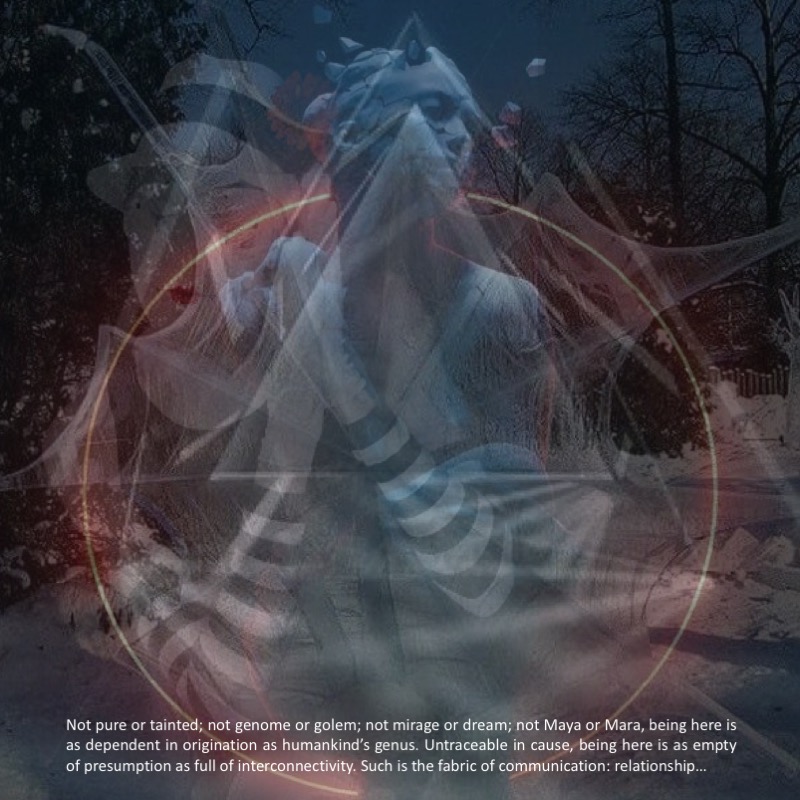 Not pure or tainted; not genome or golem; not mirage or dream; not Maya or Mara, being here is
as dependent in origination as humankind’s genus. Untraceable in cause, being here is as empty
of presumption as full of interconnectivity. Such is the fabric of communication: relationship…